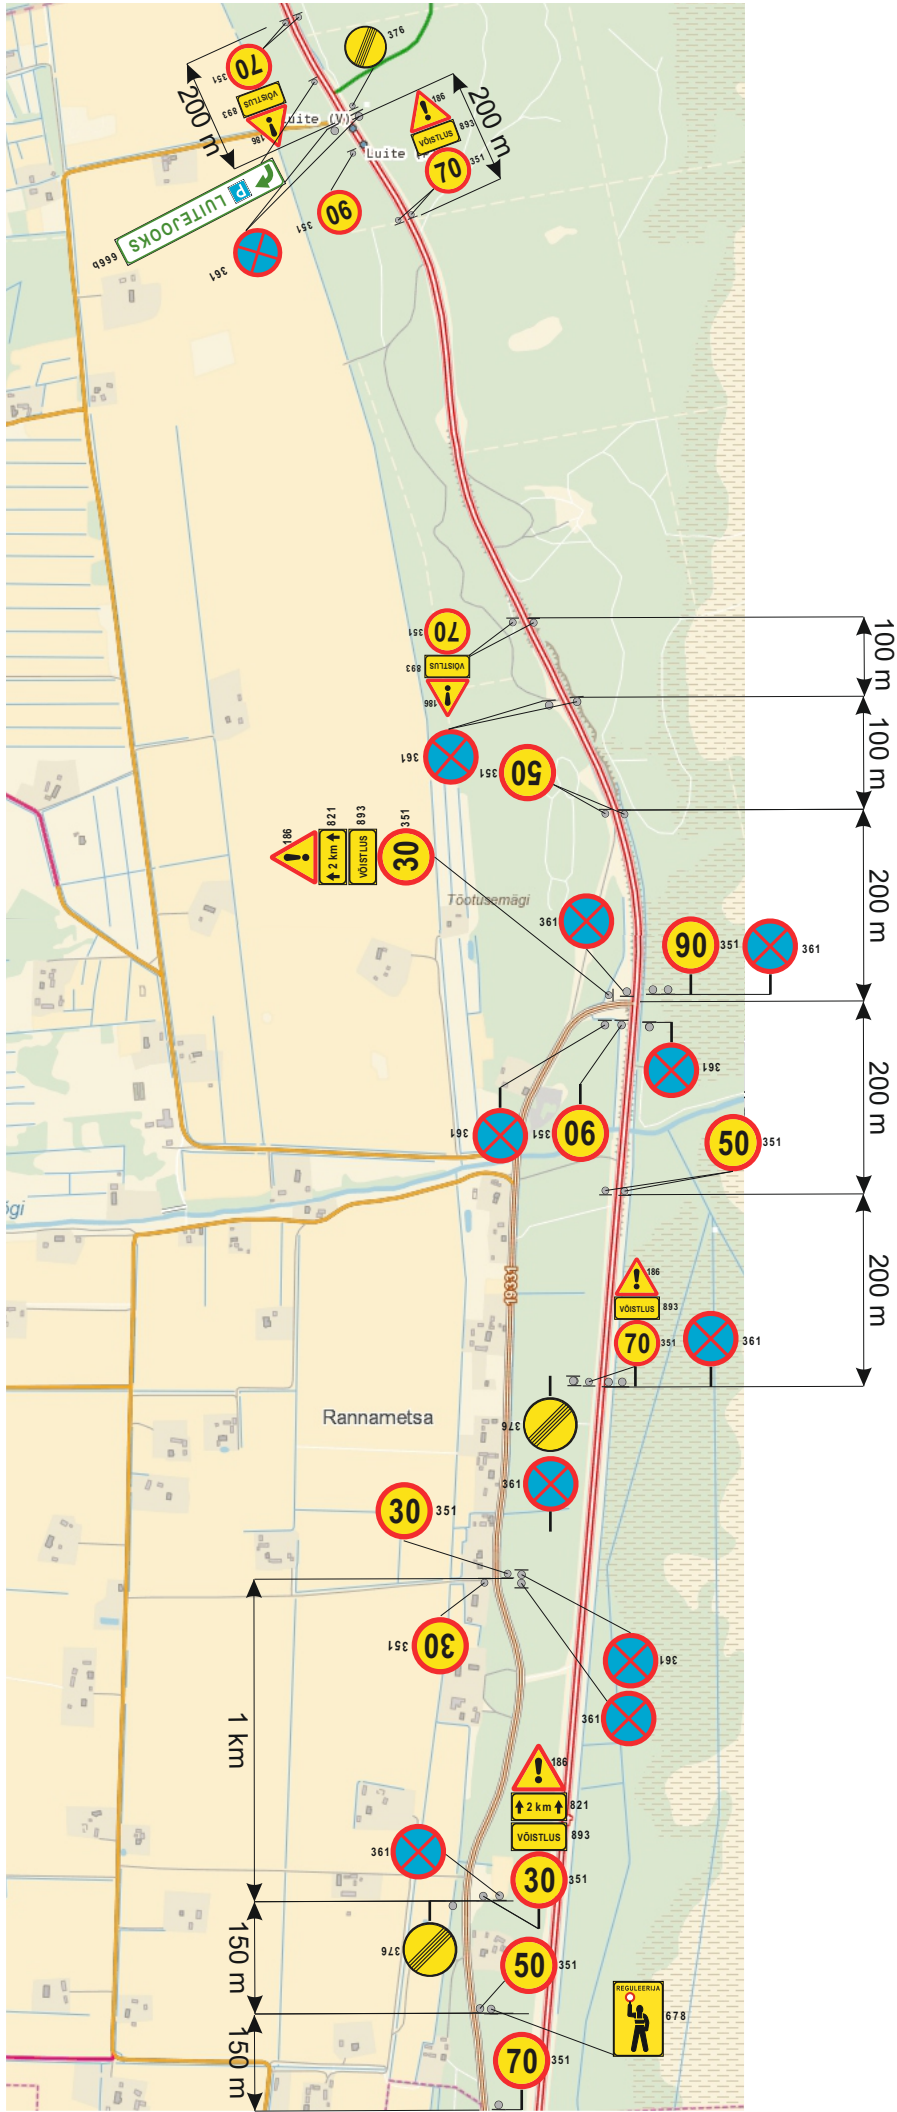 376
70
351
VÕISTLUS
893
186
200 m
200 m
186
VÕISTLUS
893
70
351
Luite (V)
Luite
P LUITEJOOKS
666b
90
351
361
100 m
70
351
VÕISTLUS
893
186
100 m
361
50
351
186
2 km
821
VÕISTLUS
893
30
351
200 m
Tõotusemägi
361
90
351
361
200 m
361
361
90
351
50
351
ögi
200 m
19331
186
VÕISTLUS
893
70
351
361
Rannametsa
376
361
30
351
30
351
361
361
1 km
186
2 km
821
VÕISTLUS
893
30
351
361
150 m
376
50
351
REGULEERIJA
678
150 m
70
351